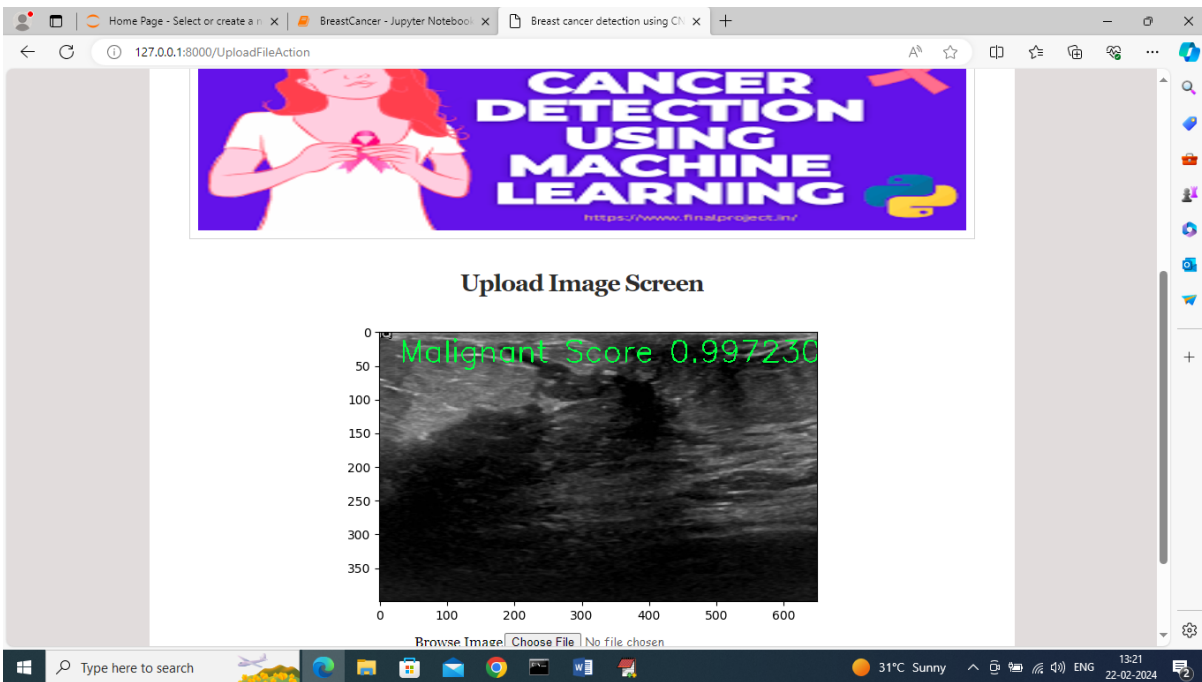 Home Page - Select or create a n
BreastCancer - Jupyter Notebook
Breast cancer detection using CN
127.0.0.1:8000/UploadFileAction
CANCER
DETECTION
USING
MACHINE
LEARNING
https://www.finalproject.in/
Upload Image Screen
Malignant Score 0.997230
0
50
100
150
200
250
300
350
0 100 200 300 400 500 600
Browse Image Choose File No file chosen
Type here to search
31°C Sunny
ENG
13:21
22-02-2024
2